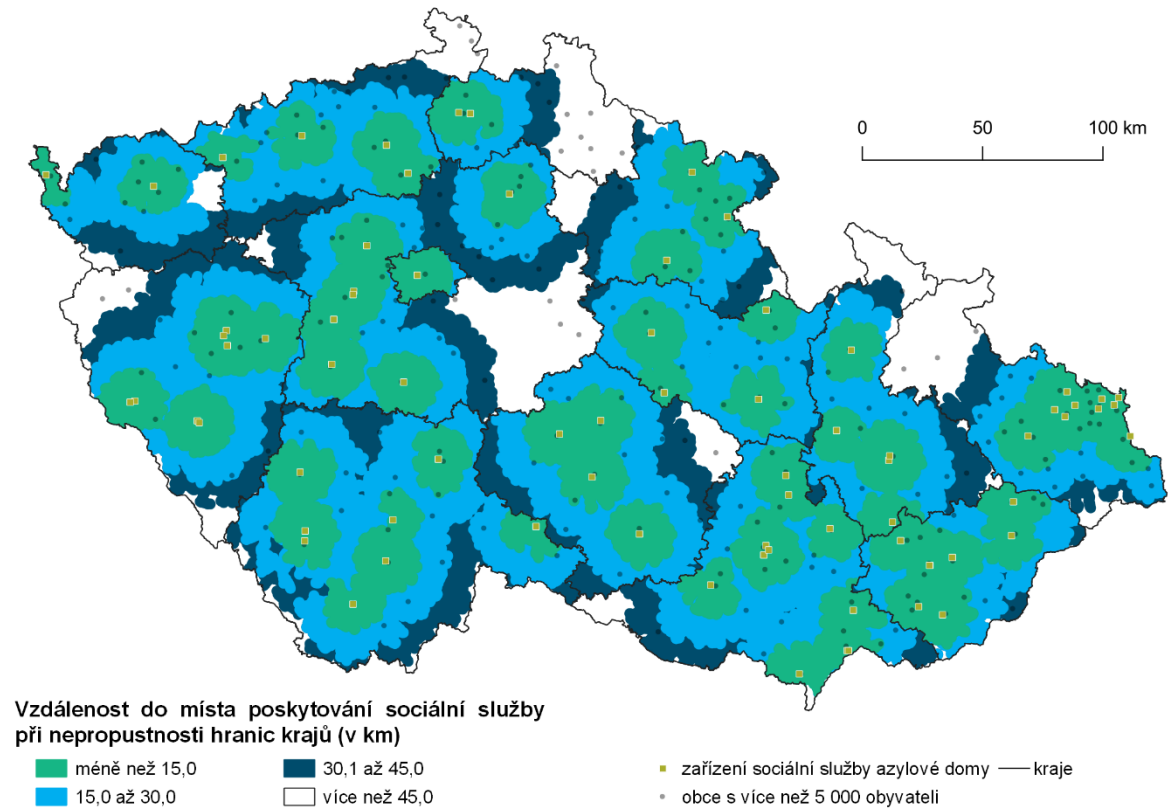 0 50 100 km
Vzdálenost do místa poskytování sociální služby
při nepropustnosti hranic krajů (v km)
méně než 15,0
30,1 až 45,0
15,0 až 30,0
více než 45,0
zařízení sociální služby azylové domy
kraje
obce s více než 5 000 obyvateli